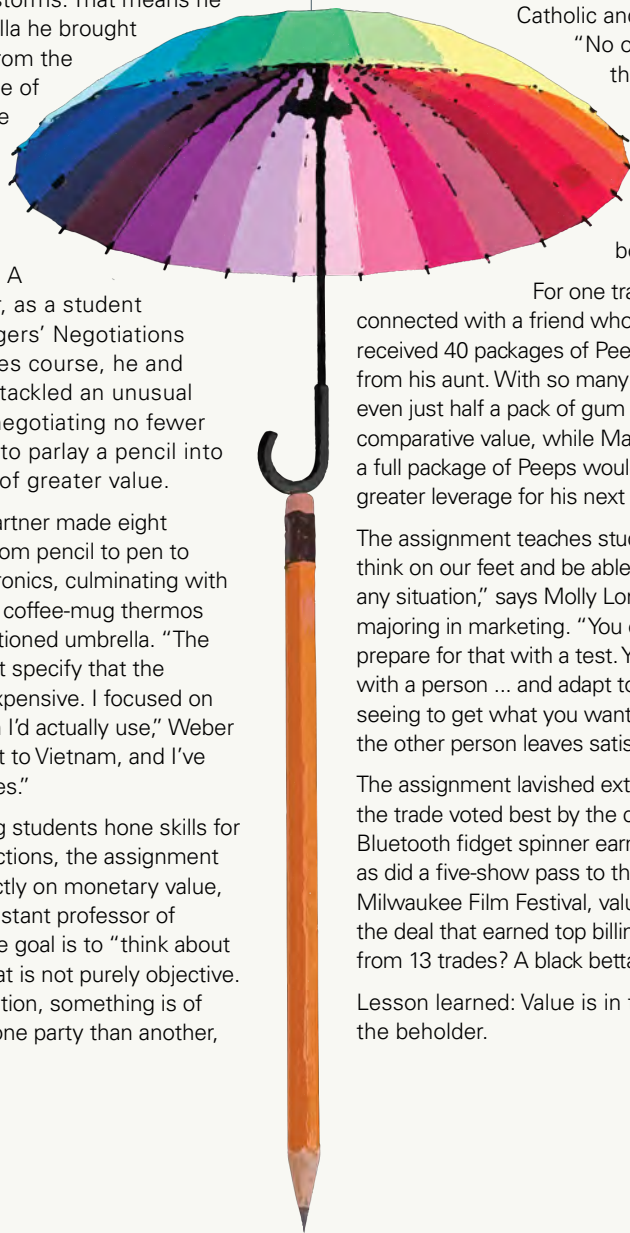 storms. That means he
lla he brought
rom the
e of
e
A
r, as a student
gers’ Negotiations
es course, he and
tackled an unusual
negotiating no fewer
to parlay a pencil into
of greater value.
artner made eight
om pencil to pen to
ronics, culminating with
coffee-mug thermos
tioned umbrella. “The
t specify that the
xpensive. I focused on
n I’d actually use,” Weber
t to Vietnam, and I’ve
es.”
g students hone skills for
ctions, the assignment
ctly on monetary value,
istant professor of
e goal is to “think about
at is not purely objective.
tion, something is of
one party than another,
Catholic and
“No o
th
be
For one tra
connected with a friend who
received 40 packages of Pee
from his aunt. With so many
even just half a pack of gum
comparative value, while Ma
a full package of Peeps woul
greater leverage for his next
The assignment teaches stud
think on our feet and be able
any situation,” says Molly Lor
majoring in marketing. “You c
prepare for that with a test. Y
with a person ... and adapt to
seeing to get what you want
the other person leaves satis
The assignment lavished ext
the trade voted best by the c
Bluetooth fidget spinner earn
as did a five-show pass to th
Milwaukee Film Festival, valu
the deal that earned top billin
from 13 trades? A black betta
Lesson learned: Value is in t
the beholder.